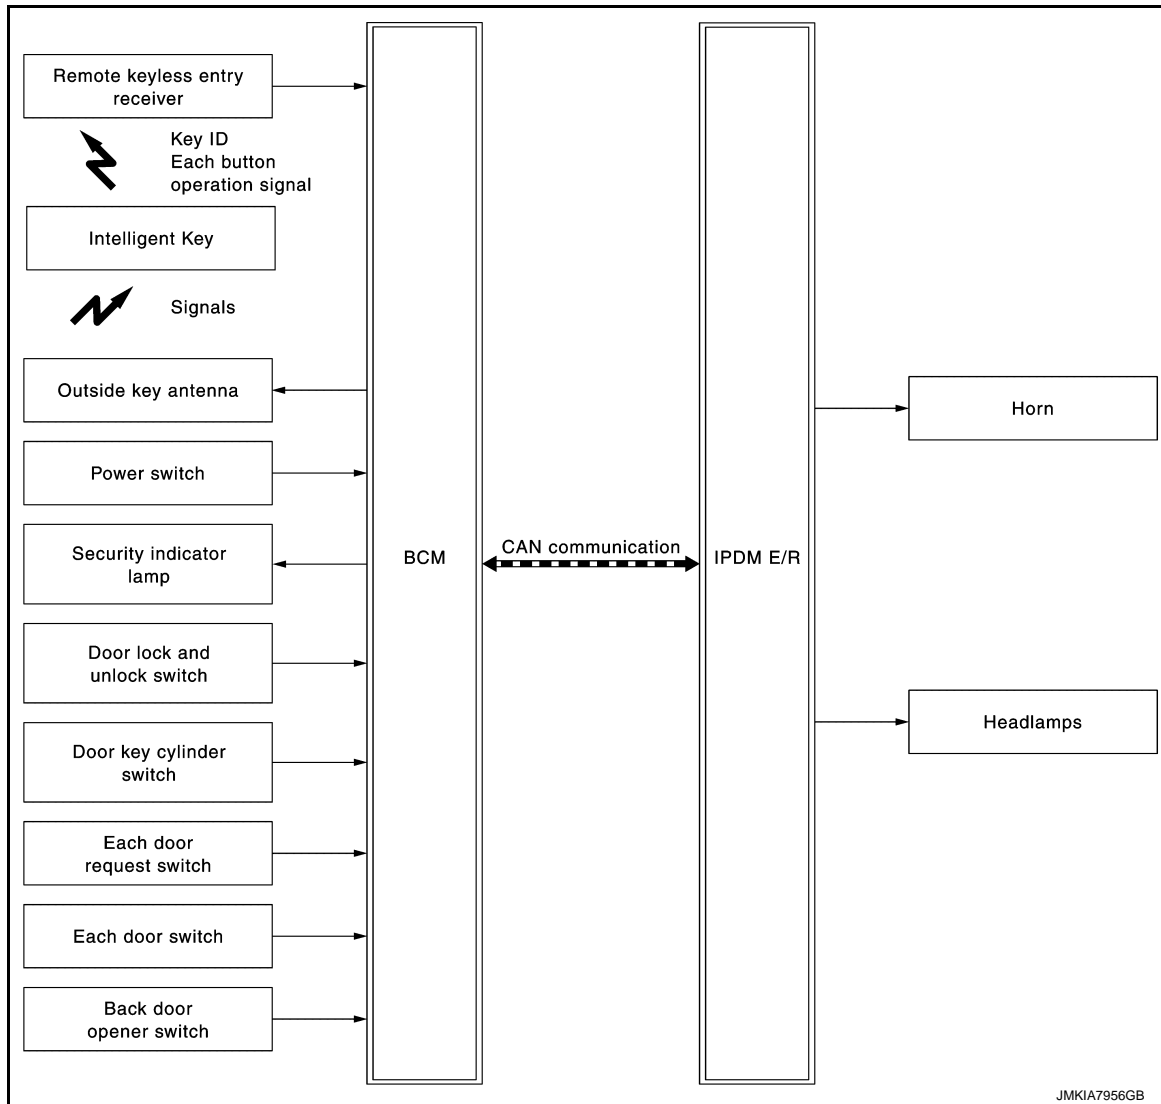 Remote keyless entry
receiver
Key ID
Each button
operation signal
Intelligent Key
Signals
Outside key antenna
Power switch
Security indicator
lamp
Door lock and
unlock switch
Door key cylinder
switch
Each door
request switch
Each door switch
Back door
opener switch
BCM
CAN communication
IPDM E/R
Horn
Headlamps
JMKIA7956GB